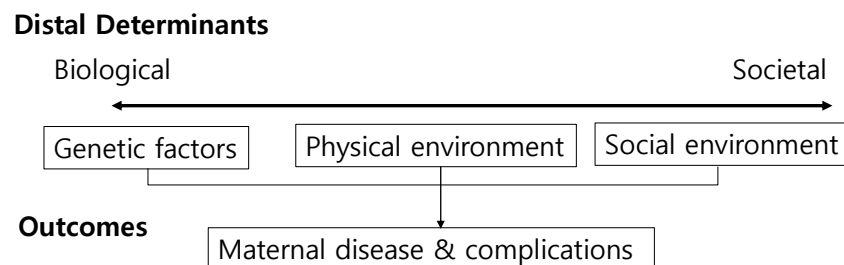 Distal Determinants
Biological Societal
Genetic factors Physical environment Social environment
Outcomes
Maternal disease & complications